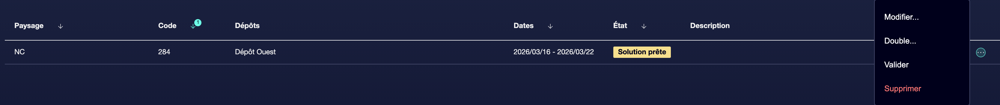 Paysage Code 1 Dépôts Dates État Description
NC 284 Dépôt Ouest 2026/03/16 - 2026/03/22 Solution prête
Modifier...
Double...
Valider
Supprimer